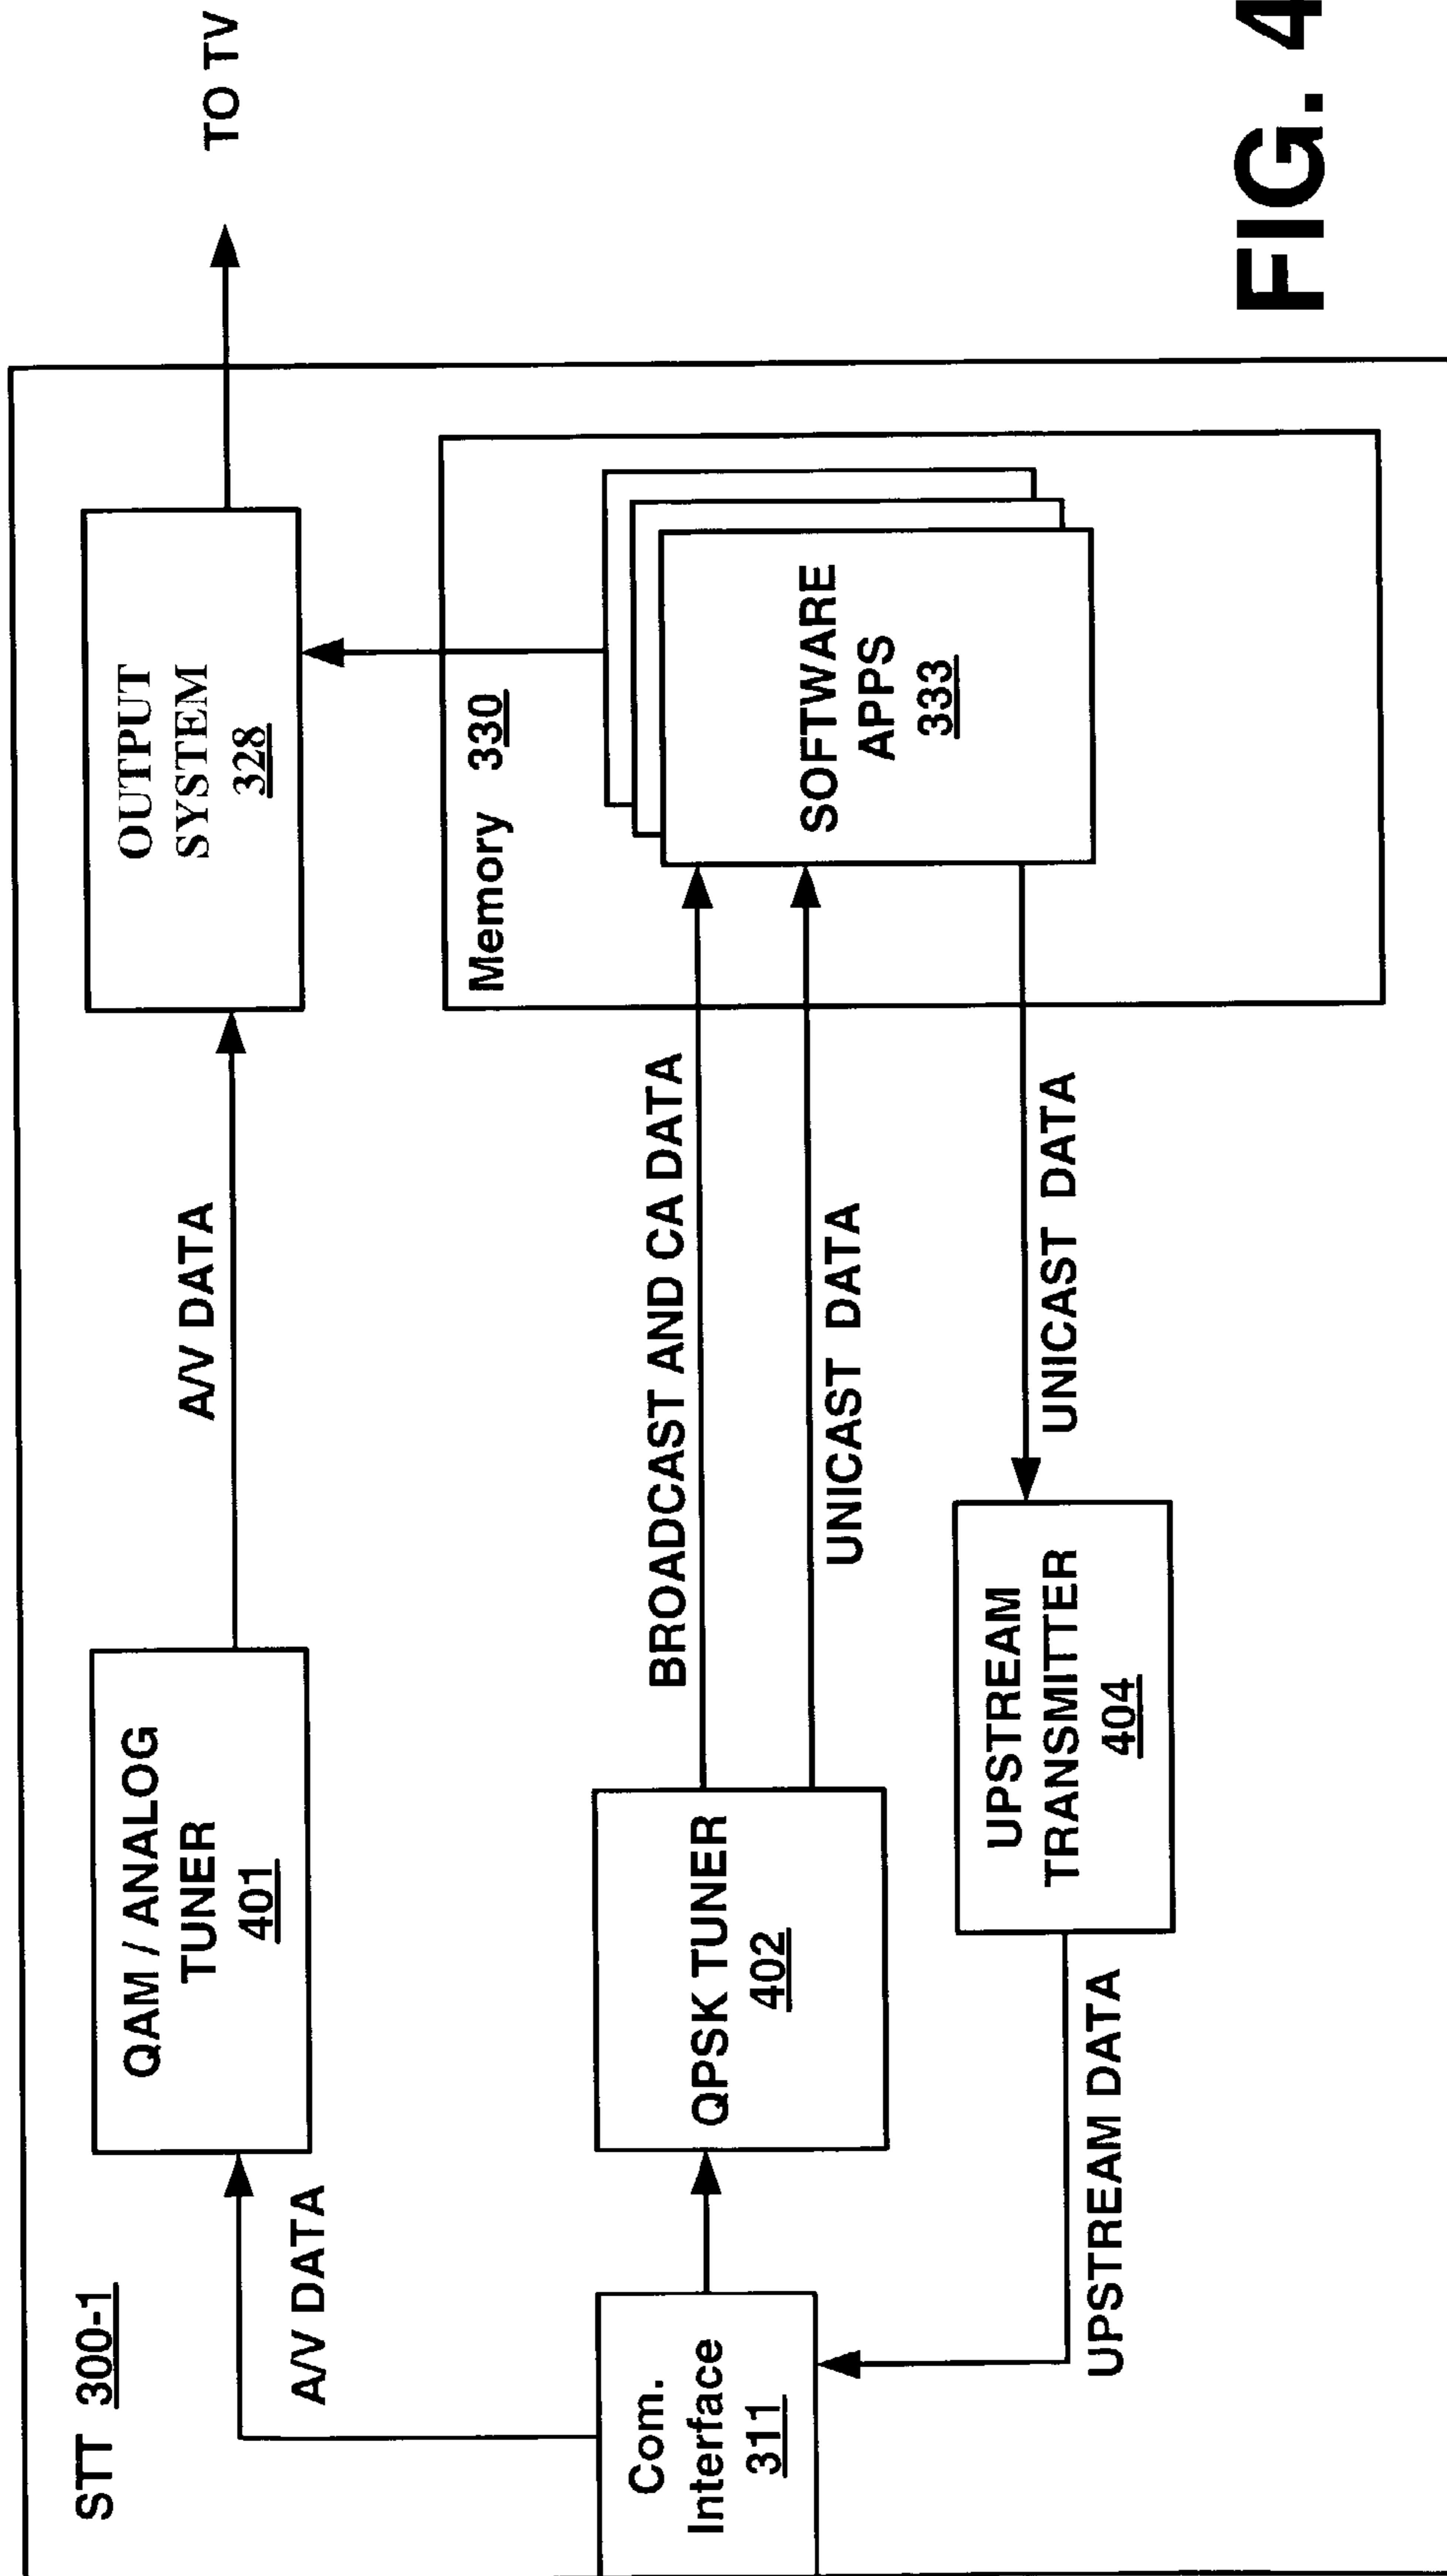 STT 300-1
A/V DATA
QAM / ANALOG
TUNER
401
A/V DATA
OUTPUT
SYSTEM
328
TO TV
Com.
Interface
311
QPSK TUNER
402
BROADCAST AND CA DATA
UNICAST DATA
Memory 330
SOFTWARE
APPS
333
UPSTREAM DATA
UPSTREAM
TRANSMITTER
404
UNICAST DATA
FIG. 4